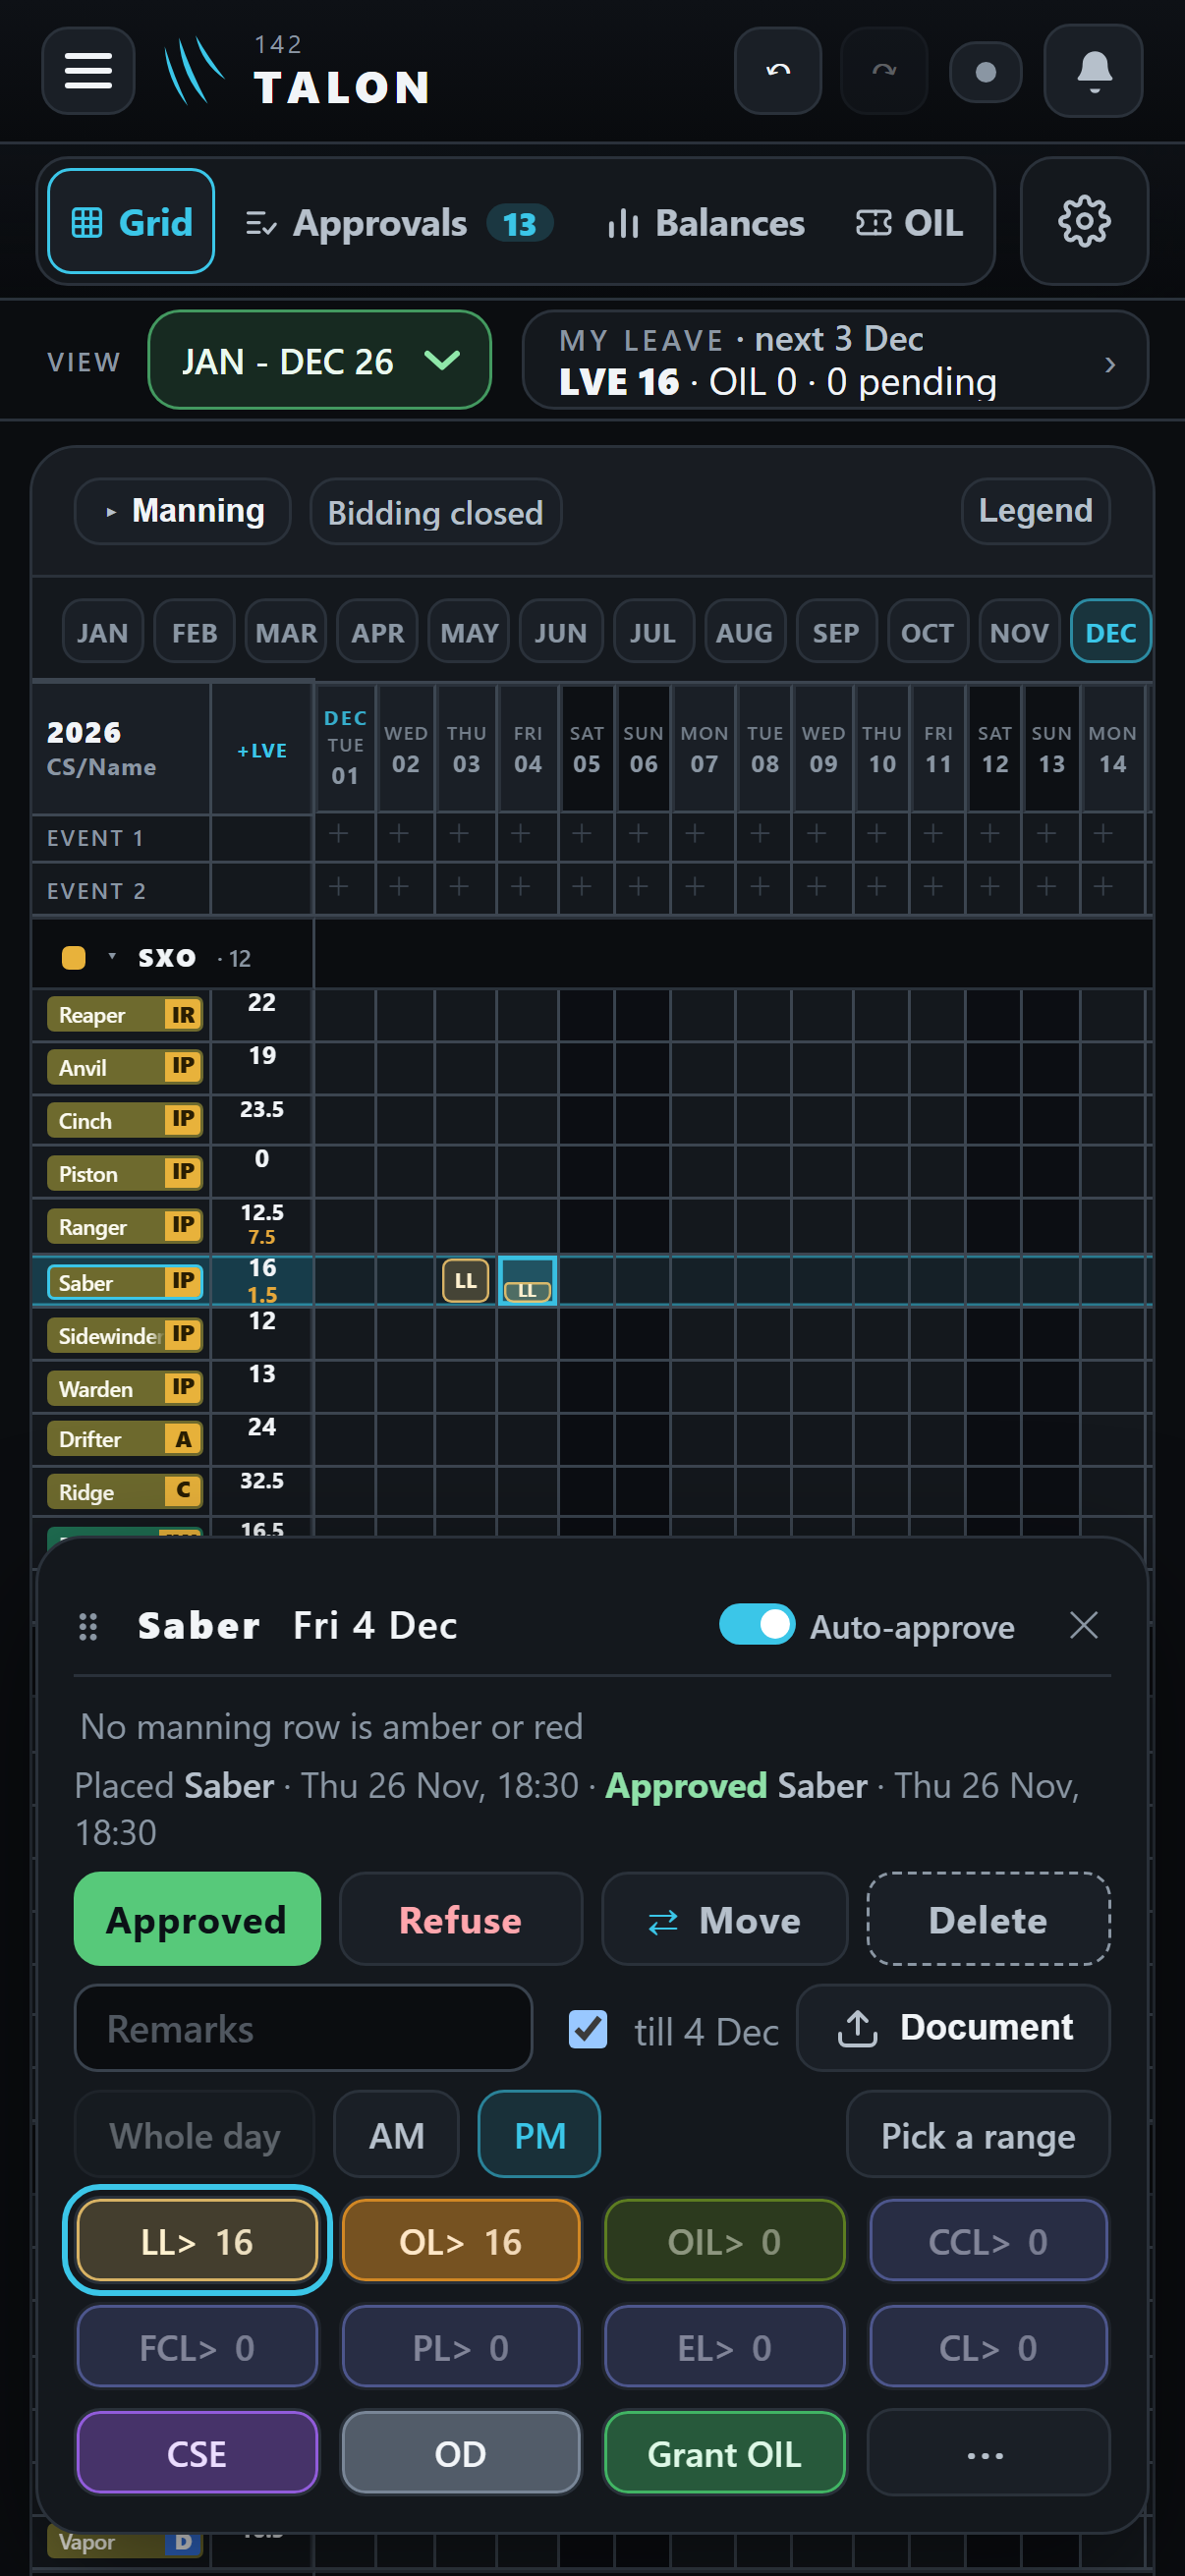 142
TALON
Grid Approvals 13 Balances OIL
VIEW JAN - DEC 26 MY LEAVE · next 3 Dec
LVE 16 · OIL 0 · 0 pending ›
Manning Bidding closed Legend
JAN FEB MAR APR MAY JUN JUL AUG SEP OCT NOV DEC
2026
CS/Name
+LVE
DEC
TUE WED THU FRI SAT SUN MON TUE WED THU FRI SAT SUN MON
01 02 03 04 05 06 07 08 09 10 11 12 13 14
EVENT 1 + + + + + + + + + + + + + +
EVENT 2 + + + + + + + + + + + + + +
SXO · 12
Reaper IR 22
Anvil IP 19
Cinch IP 23.5
Piston IP 0
Ranger IP 12.5
7.5
Saber IP 16 LL LL
1.5
Sidewinder IP 12
Warden IP 13
Drifter A 24
Ridge C 32.5
16.5
Saber Fri 4 Dec Auto-approve
No manning row is amber or red
Placed Saber · Thu 26 Nov, 18:30 · Approved Saber · Thu 26 Nov,
18:30
Approved Refuse Move Delete
Remarks till 4 Dec Document
Whole day AM PM Pick a range
LL> 16 OL> 16 OIL> 0 CCL> 0
FCL> 0 PL> 0 EL> 0 CL> 0
CSE OD Grant OIL ...
Vapor D